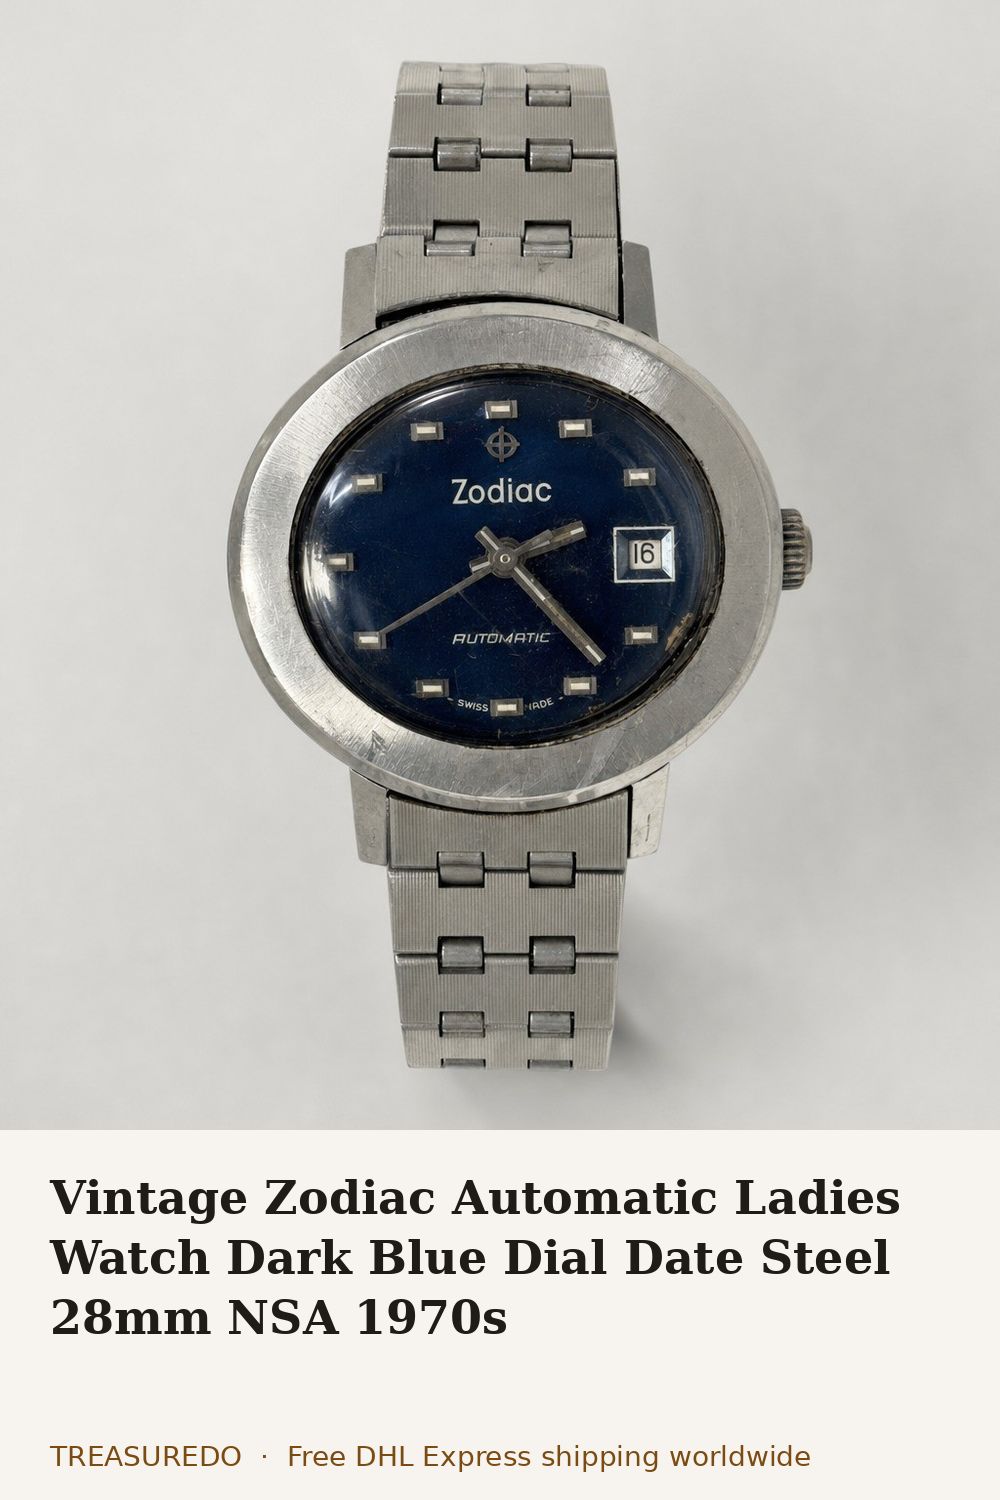 Zodiac
16
AUTOMATIC
SWISS
Vintage Zodiac Automatic Ladies
Watch Dark Blue Dial Date Steel
28mm NSA 1970s
TREASUREDO · Free DHL Express shipping worldwide